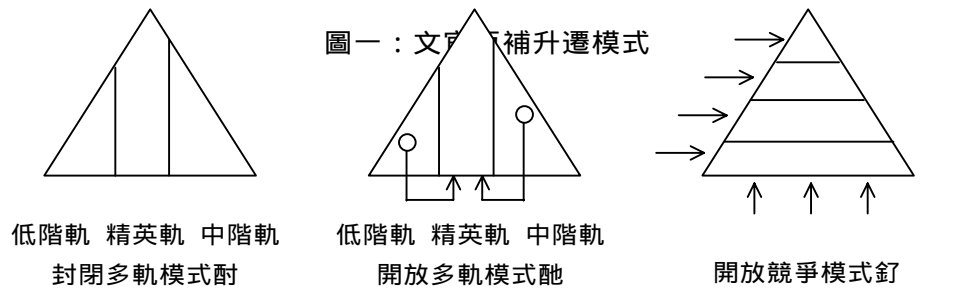 圖一：文官甄補升遷模式
低階軌 精英軌 中階軌
封閉多軌模式酎
低階軌 精英軌 中階軌
開放多軌模式酏
開放競爭模式釘